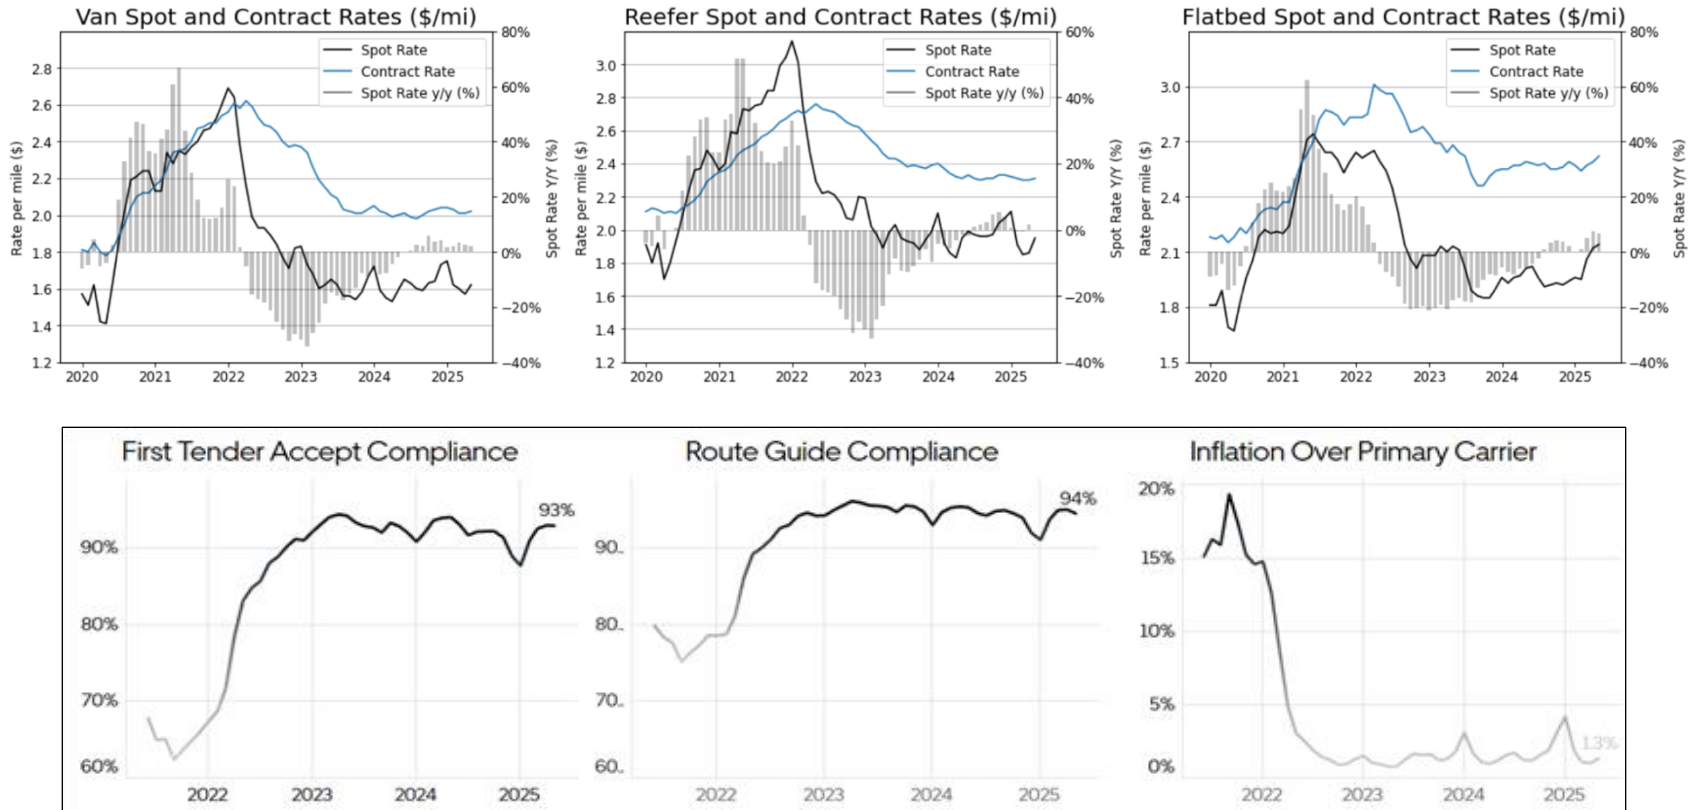 Van Spot and Contract Rates ($/mi)
Spot Rate
Contract Rate
Spot Rate y/y (%)
Rate per mile ($)
2.8
2.6
2.4
2.2
2.0
1.8
1.6
1.4
1.2
80%
60%
40%
20%
0%
−20%
−40%
Spot Rate Y/Y (%)
2020 2021 2022 2023 2024 2025
Reefer Spot and Contract Rates ($/mi)
Spot Rate
Contract Rate
Spot Rate y/y (%)
Rate per mile ($)
3.0
2.8
2.6
2.4
2.2
2.0
1.8
1.6
1.4
1.2
60%
40%
20%
0%
−20%
−40%
Spot Rate Y/Y (%)
2020 2021 2022 2023 2024 2025
Flatbed Spot and Contract Rates ($/mi)
Spot Rate
Contract Rate
Spot Rate y/y (%)
Rate per mile ($)
3.0
2.7
2.4
2.1
1.8
1.5
80%
60%
40%
20%
0%
−20%
−40%
Spot Rate Y/Y (%)
2020 2021 2022 2023 2024 2025
First Tender Accept Compliance
93%
90%
80%
70%
60%
2022 2023 2024 2025
Route Guide Compliance
94%
90..
80..
70..
60..
2022 2023 2024 2025
Inflation Over Primary Carrier
20%
15%
10%
5%
0%
1.3%
2022 2023 2024 2025